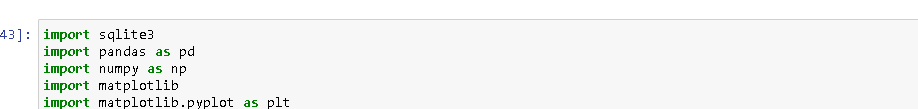 43]:
import sqlite3
import pandas as pd
import numpy as np
import matplotlib
import matplotlib.pyplot as plt